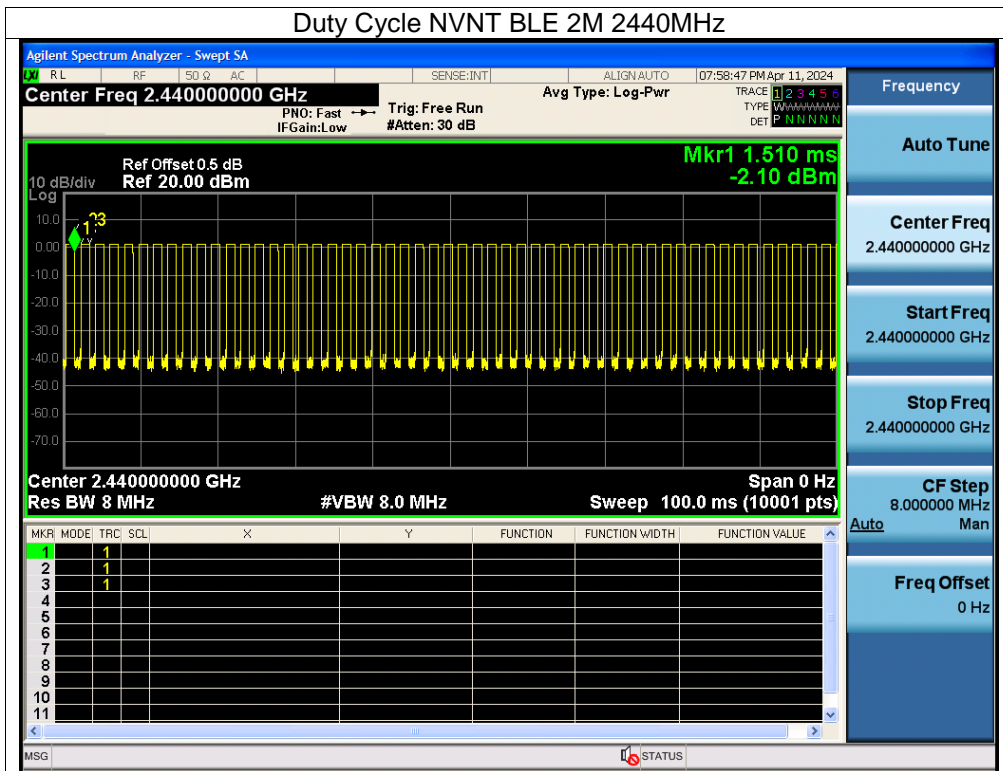 Duty Cycle NVNT BLE 2M 2440MHz
Agilent Spectrum Analyzer - Swept SA
LXI RL RF 50 Ω AC SENSE:INT ALIGN AUTO 07:58:47 PM Apr 11, 2024
Center Freq 2.440000000 GHz
PNO: Fast
IFGain:Low
Trig: Free Run
#Atten: 30 dB
Avg Type: Log-Pwr
TRACE 1 2 3 4 5 6
TYPE W
DET P N N N N N
Frequency
Auto Tune
Center Freq
2.440000000 GHz
Start Freq
2.440000000 GHz
Stop Freq
2.440000000 GHz
CF Step
8.000000 MHz
Auto Man
Freq Offset
0 Hz
Mkr1 1.510 ms
-2.10 dBm
Ref Offset 0.5 dB
10 dB/div Ref 20.00 dBm
Log
10.0
0.00
-10.0
-20.0
-30.0
-40.0
-50.0
-60.0
-70.0
1 3
Center 2.440000000 GHz Span 0 Hz
Res BW 8 MHz #VBW 8.0 MHz Sweep 100.0 ms (10001 pts)
MKR MODE TRC SCL X Y FUNCTION FUNCTION WIDTH FUNCTION VALUE
1 1
2 1
3 1
4
5
6
7
8
9
10
11
MSG STATUS